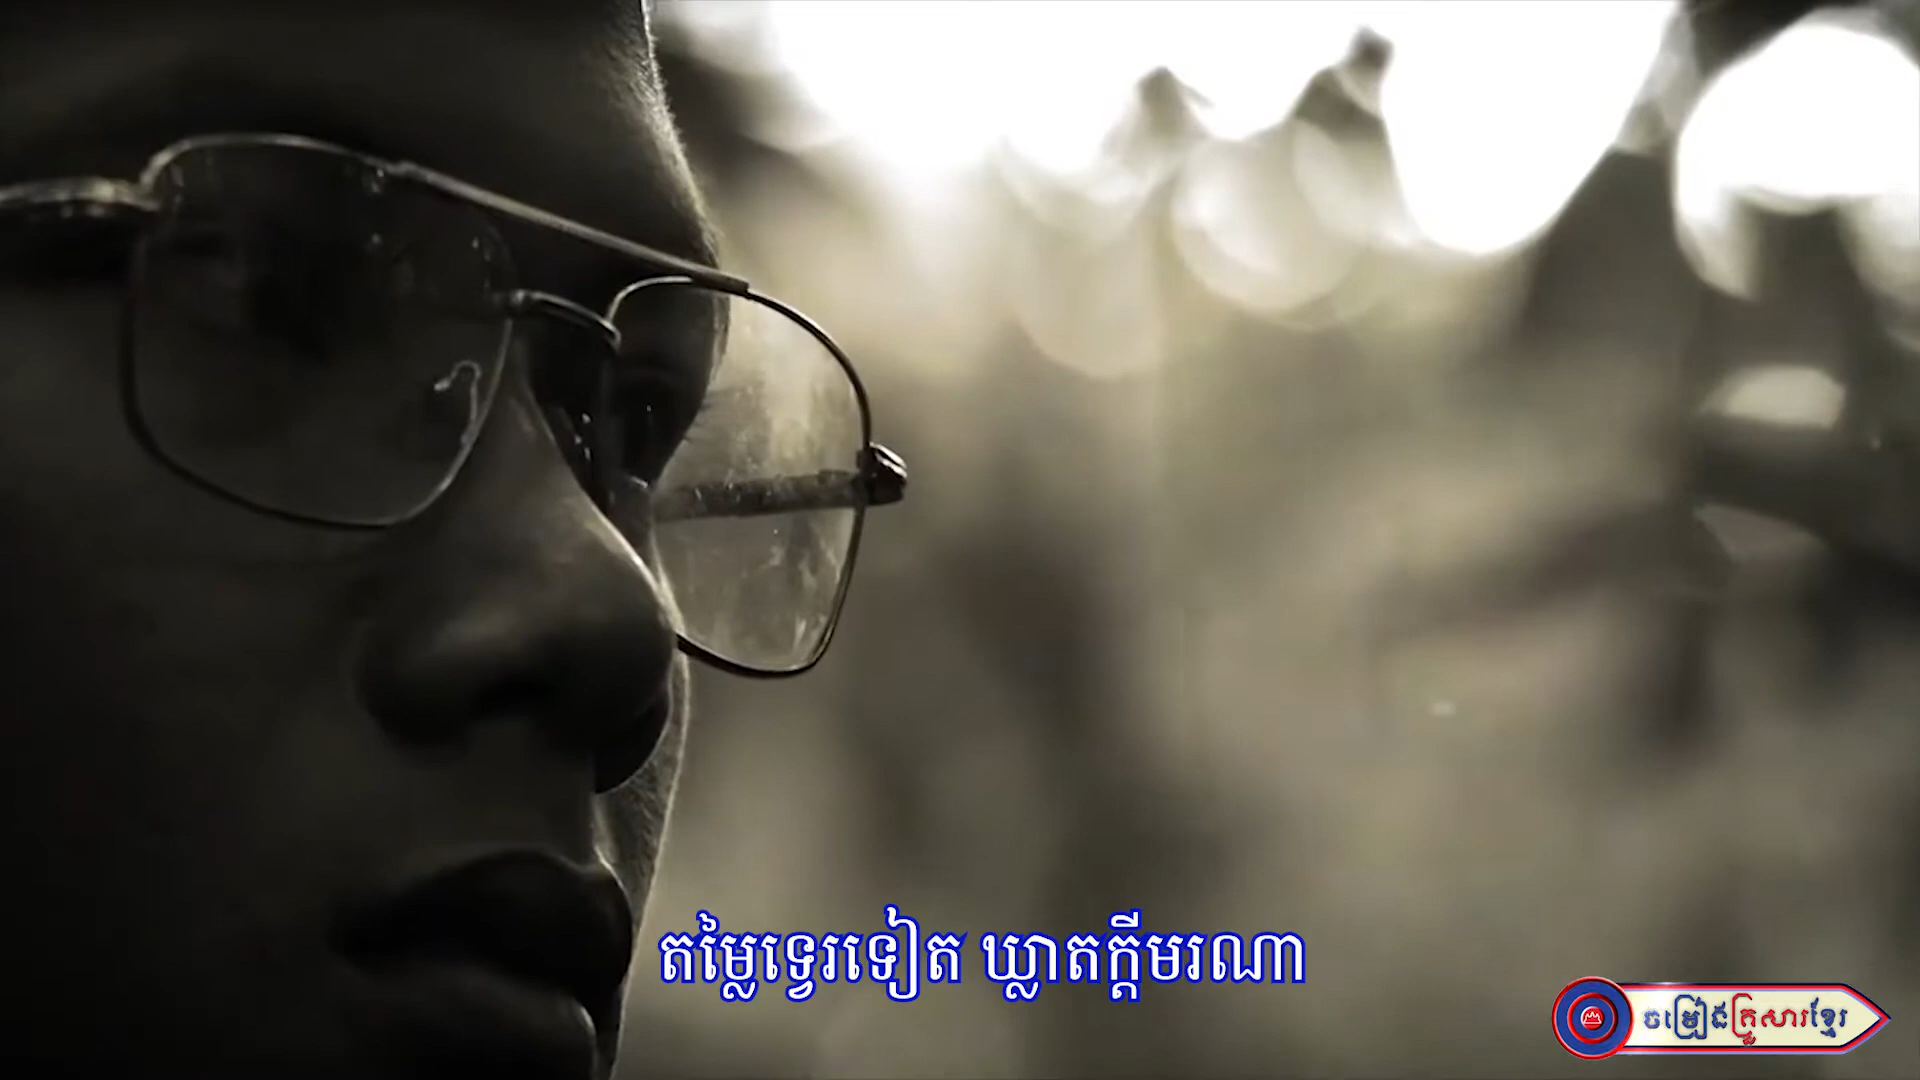 តម្លៃទ្វេរទៀត ឃ្លាតក្តីមរណា
ចម្រៀងគ្រួសារខ្មែរ